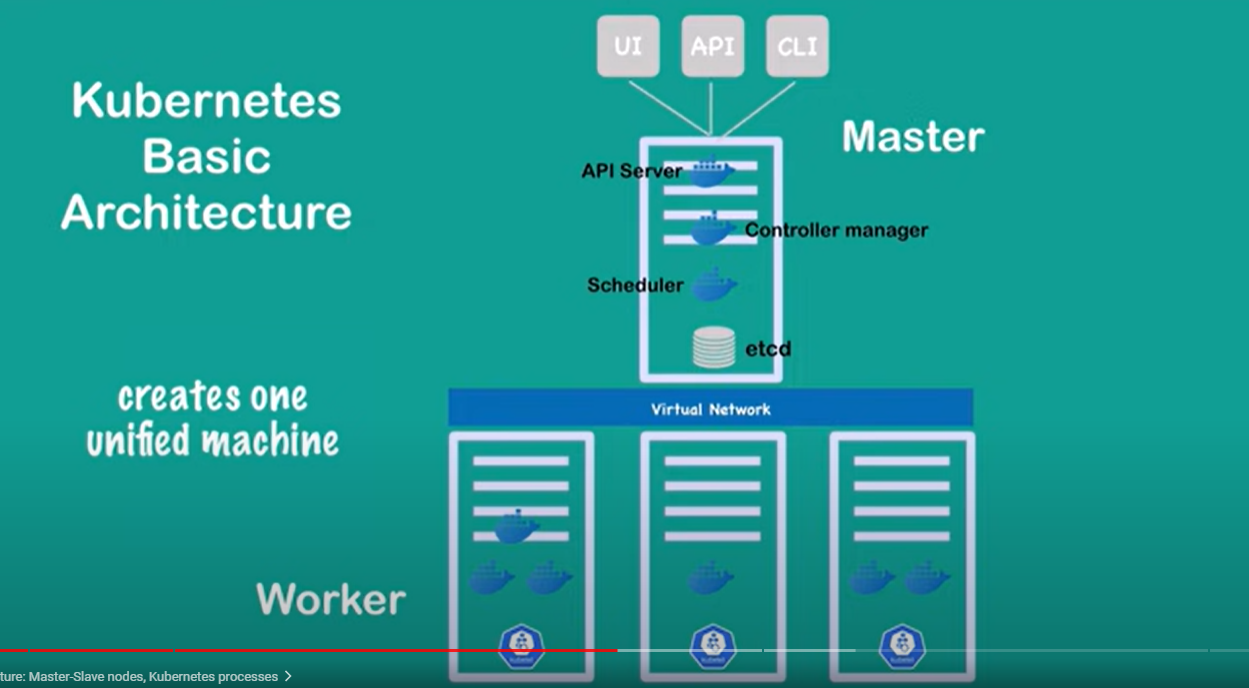 UI
API
CLI
Kubernetes
Basic
Architecture
Master
API Server
Controller manager
Scheduler
etcd
creates one
unified machine
Virtual Network
Worker
ture: Master-Slave nodes, Kubernetes processes